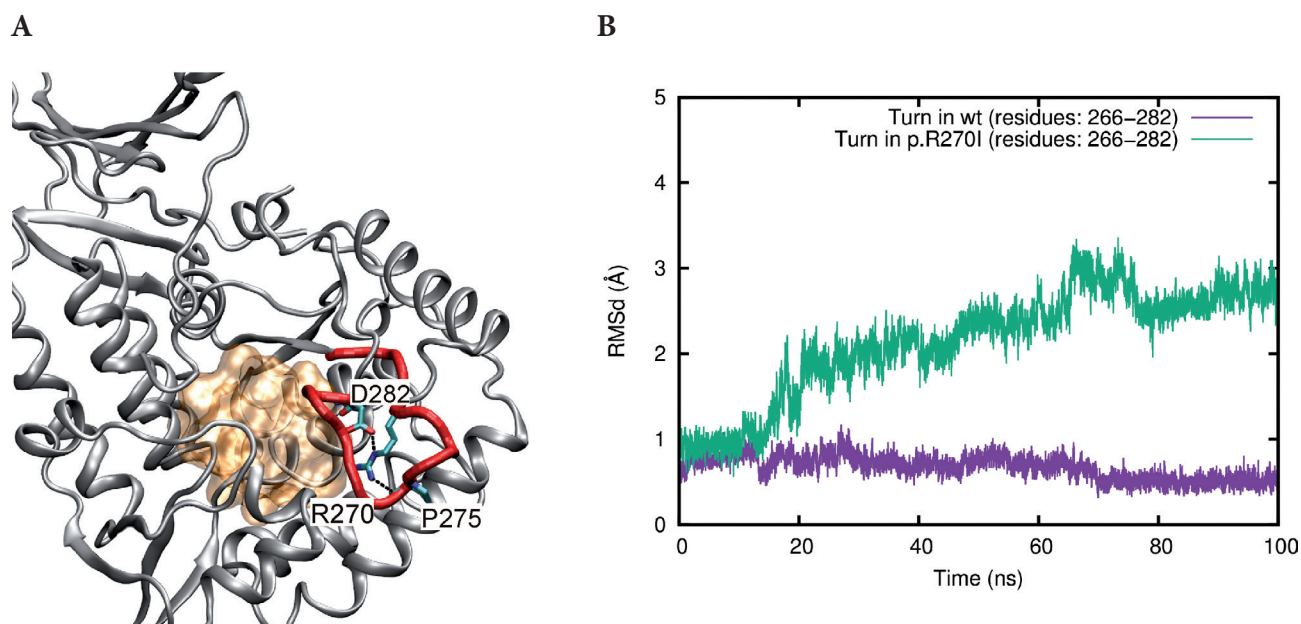 A
B
D282
R270
P275
Turn in wt (residues: 266−282)
Turn in p.R270I (residues: 266−282)
RMSd (Å)
5
4
3
2
1
0
0 20 40 60 80 100
Time (ns)